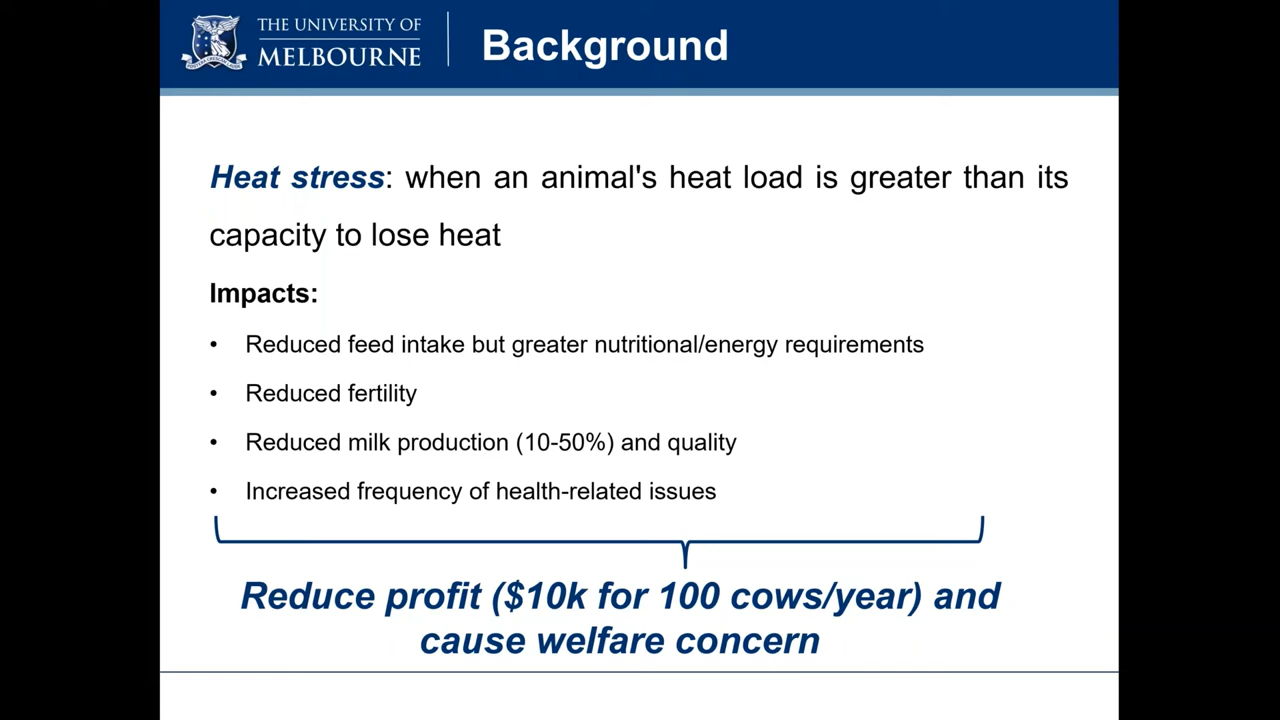 THE UNIVERSITY OF
MELBOURNE
Background
Heat stress: when an animal's heat load is greater than its
capacity to lose heat
Impacts:
• Reduced feed intake but greater nutritional/energy requirements
• Reduced fertility
• Reduced milk production (10-50%) and quality
• Increased frequency of health-related issues
Reduce profit ($10k for 100 cows/year) and
cause welfare concern